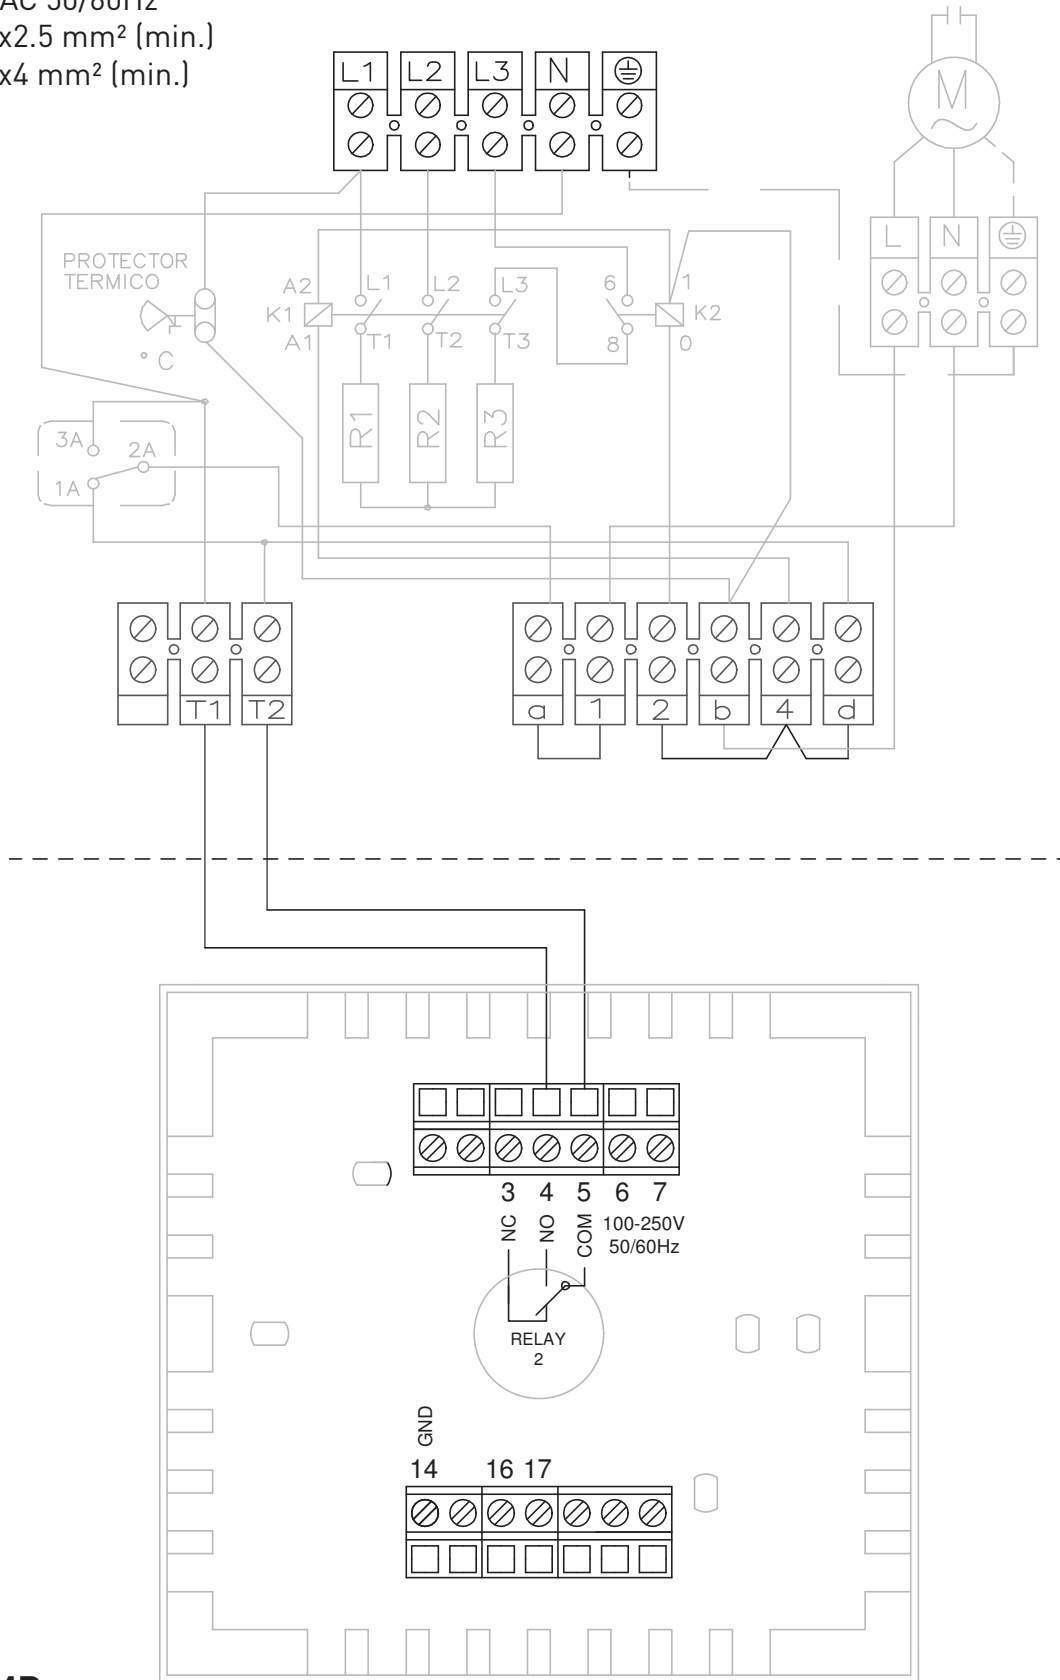 AC 50/60Hz
x2.5 mm² (min.)
x4 mm² (min.)
L1 L2 L3 N
M
L N
PROTECTOR
TERMICO
° C
A2 L1 L2 L3 6 1
K1 K2
A1 T1 T2 T3 8 0
R1 R2 R3
3A
2A
1A
T1 T2
a 1 2 b 4 d
3 4 5 6 7
NC NO COM 100-250V
50/60Hz
RELAY
2
GND
14 16 17